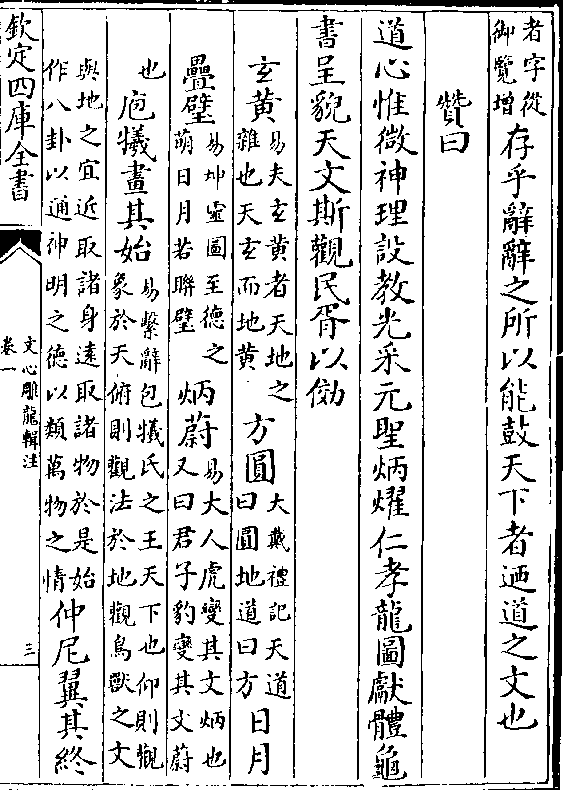 者字從
御覽增
存乎辭辭之所以能鼓天下者迺道之文也
贊曰
道心惟微神理設教光采元聖炳燿仁孝龍圖獻體龜
書呈貌天文斯觀民胥以傚
玄黄
易夫玄黄者天地之
雜也天玄而地黄
方圓
大戴禮記天道
曰圓地道曰方
日月
疊璧
易坤靈圖至德之
萌日月若聯璧
炳蔚
易大人虎變其文炳也
又曰君子豹變其文蔚
也
庖犧畫其始
易繫辭包犧氏之王天下也仰則觀
象於天俯則觀法於地觀鳥獸之文
與地之宜近取諸身遠取諸物於是始
作八卦以通神明之德以類萬物之情
仲尼翼其終
欽定四庫全書
文心雕龍輯注
卷一
三